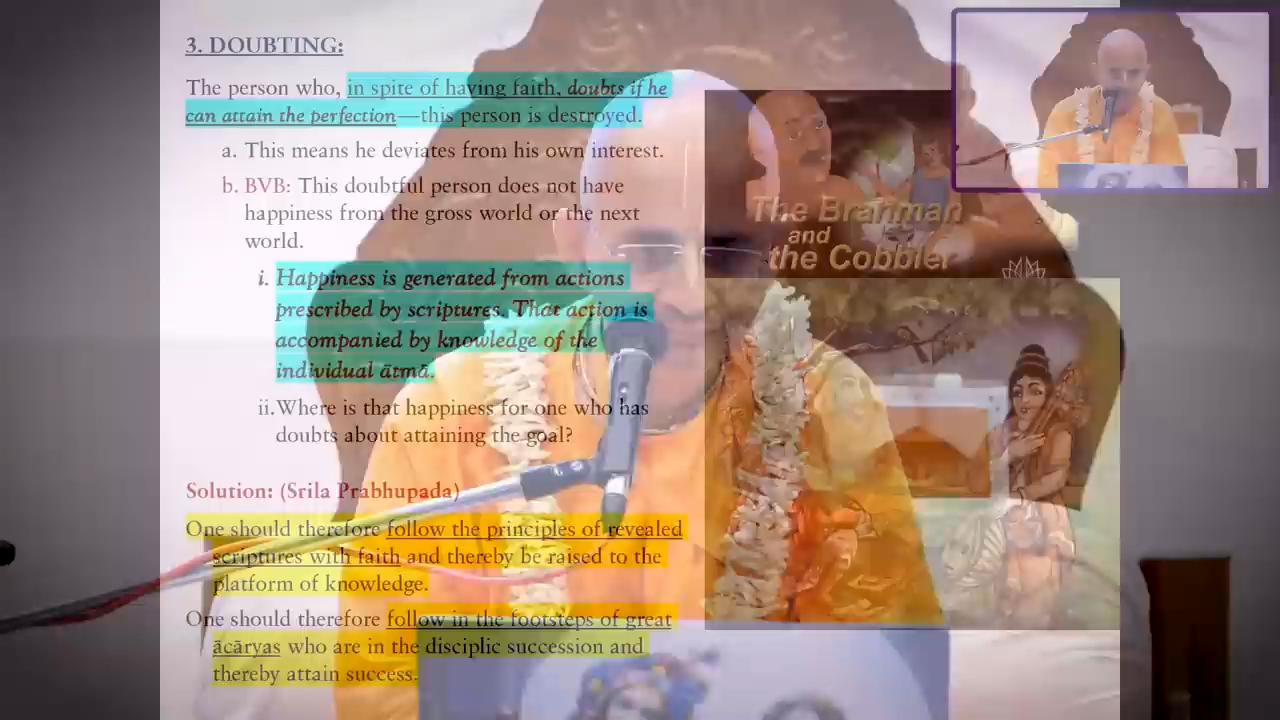 3. DOUBTING:
The person who, in spite of having faith, doubts if he
can attain the perfection—this person is destroyed.
a. This means he deviates from his own interest.
b. BVB: This doubtful person does not have
happiness from the gross world or the next
world.
i. Happiness is generated from actions
prescribed by scriptures. That action is
accompanied by knowledge of the
individual ātmā.
ii.Where is that happiness for one who has
doubts about attaining the goal?
Solution: (Srila Prabhupada)
One should therefore follow the principles of revealed
scriptures with faith and thereby be raised to the
platform of knowledge.
One should therefore follow in the footsteps of great
ācāryas who are in the disciplic succession and
thereby attain success.
The Brahman
and
the Cobbler